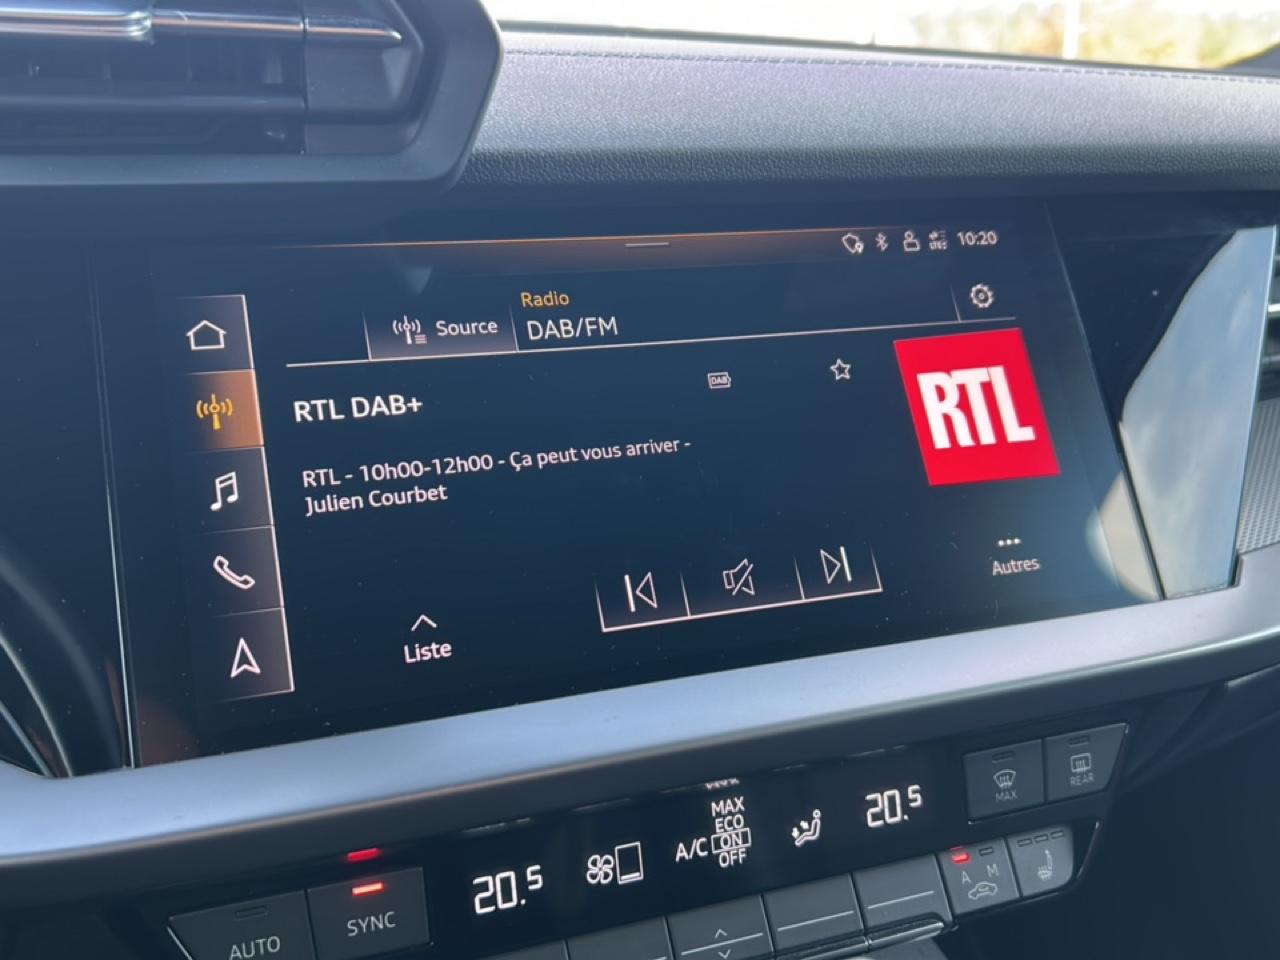 10:20
Source
Radio
DAB/FM
RTL DAB+
DAB
RTL
RTL - 10h00-12h00 - Ça peut vous arriver -
Julien Courbet
Autres
Liste
MAX
REAR
20.5
A/C
MAX
ECO
ON
OFF
20.5
AUTO
SYNC
A M